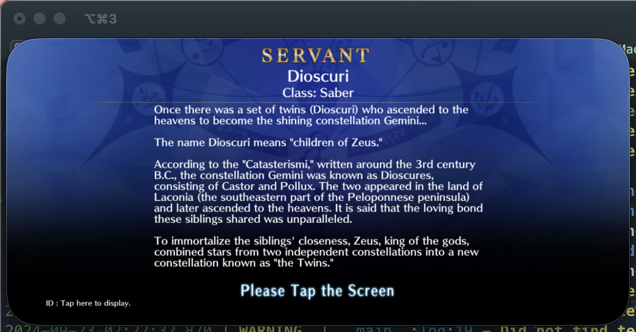 ⌥⌘3
SERVANT
Dioscuri
Class: Saber
Once there was a set of twins (Dioscuri) who ascended to the
heavens to become the shining constellation Gemini...
The name Dioscuri means "children of Zeus."
According to the "Catasterismi," written around the 3rd century
B.C., the constellation Gemini was known as Dioscures,
consisting of Castor and Pollux. The two appeared in the land of
Laconia (the southeastern part of the Peloponnese peninsula)
and later ascended to the heavens. It is said that the loving bond
these siblings shared was unparalleled.
To immortalize the siblings' closeness, Zeus, king of the gods,
combined stars from two independent constellations into a new
constellation known as "the Twins."
Please Tap the Screen
ID : Tap here to display.